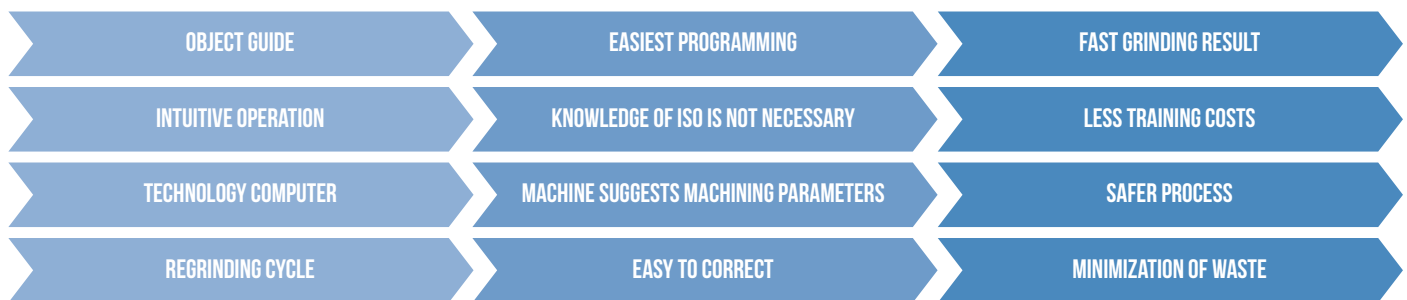 OBJECT GUIDE
EASIEST PROGRAMMING
FAST GRINDING RESULT
INTUITIVE OPERATION
KNOWLEDGE OF ISO IS NOT NECESSARY
LESS TRAINING COSTS
TECHNOLOGY COMPUTER
MACHINE SUGGESTS MACHINING PARAMETERS
SAFER PROCESS
REGRINDING CYCLE
EASY TO CORRECT
MINIMIZATION OF WASTE